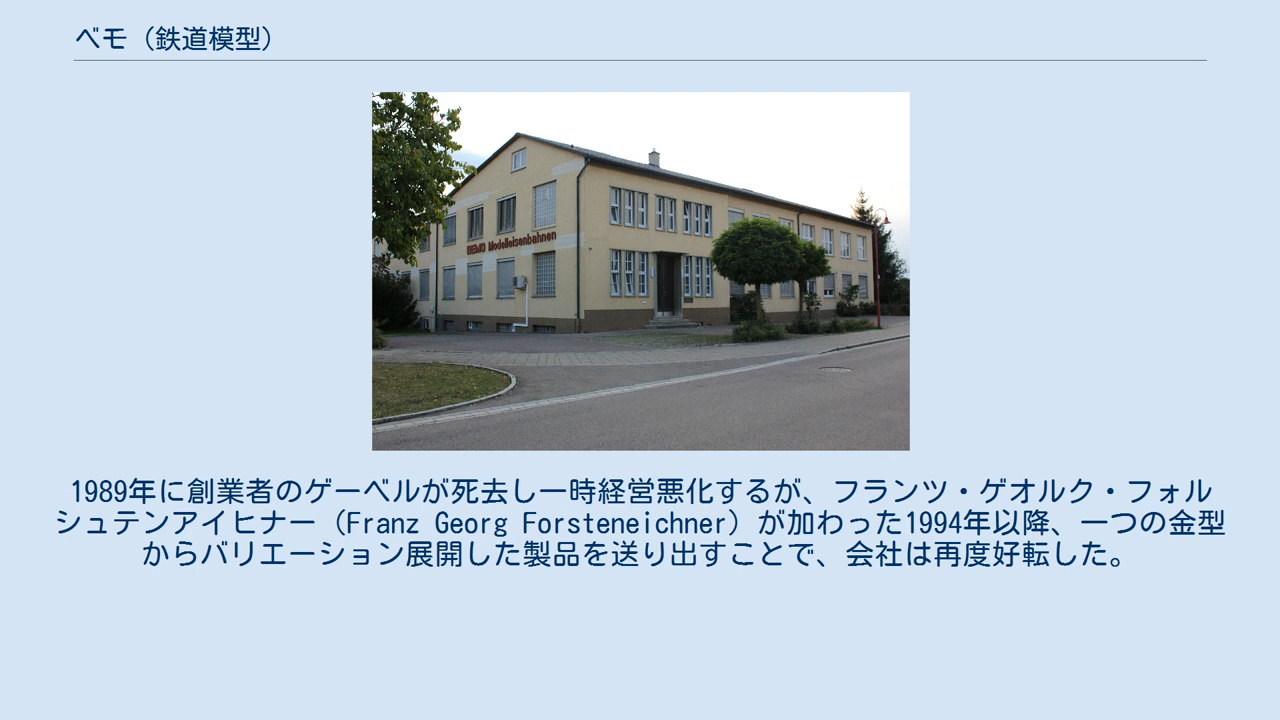 ベモ（鉄道模型）
BEMO Modelleisenbahnen
1989年に創業者のゲーベルが死去し一時経営悪化するが、フランツ・ゲオルク・フォル
シュテンアイヒナー（Franz Georg Forsteneichner）が加わった1994年以降、一つの金型
からバリエーション展開した製品を送り出すことで、会社は再度好転した。